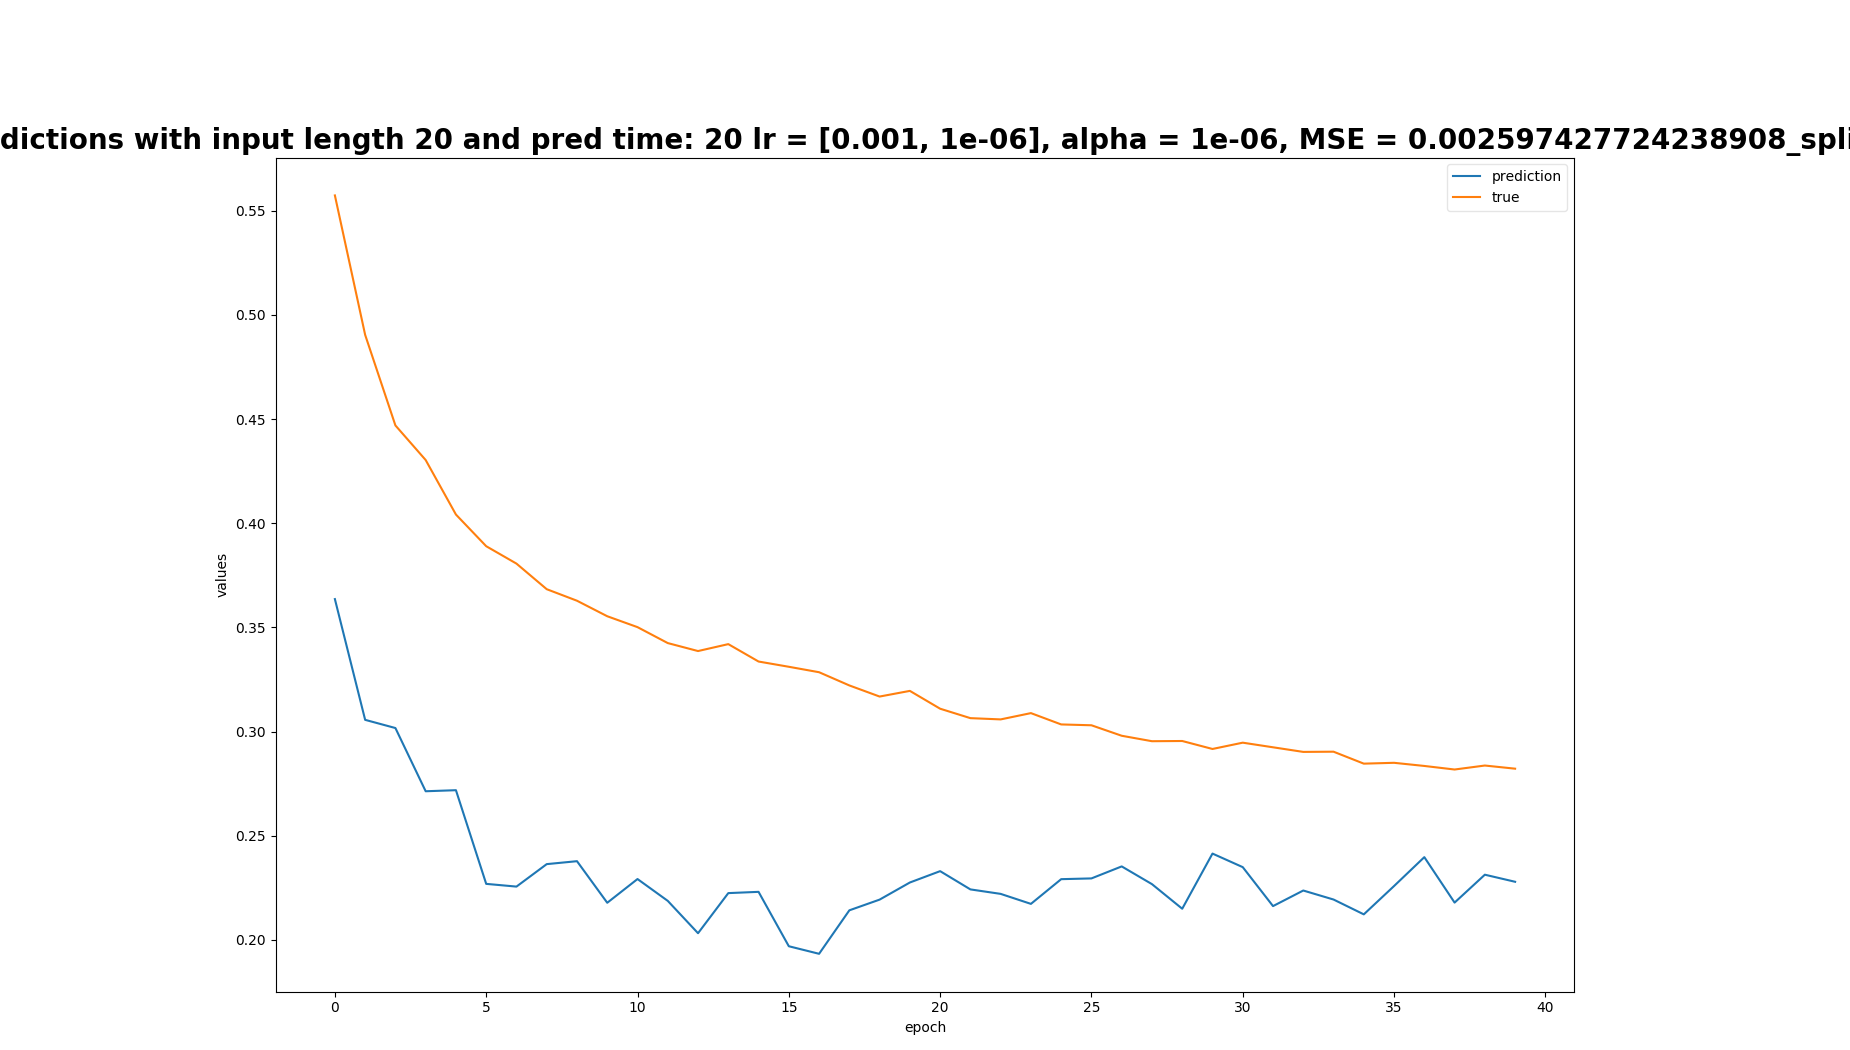 dictions with input length 20 and pred time: 20 lr = [0.001, 1e-06], alpha = 1e-06, MSE = 0.002597427724238908_spli
prediction
true
0.55
0.50
0.45
0.40
0.35
0.30
0.25
0.20
values
0 5 10 15 20 25 30 35 40
epoch